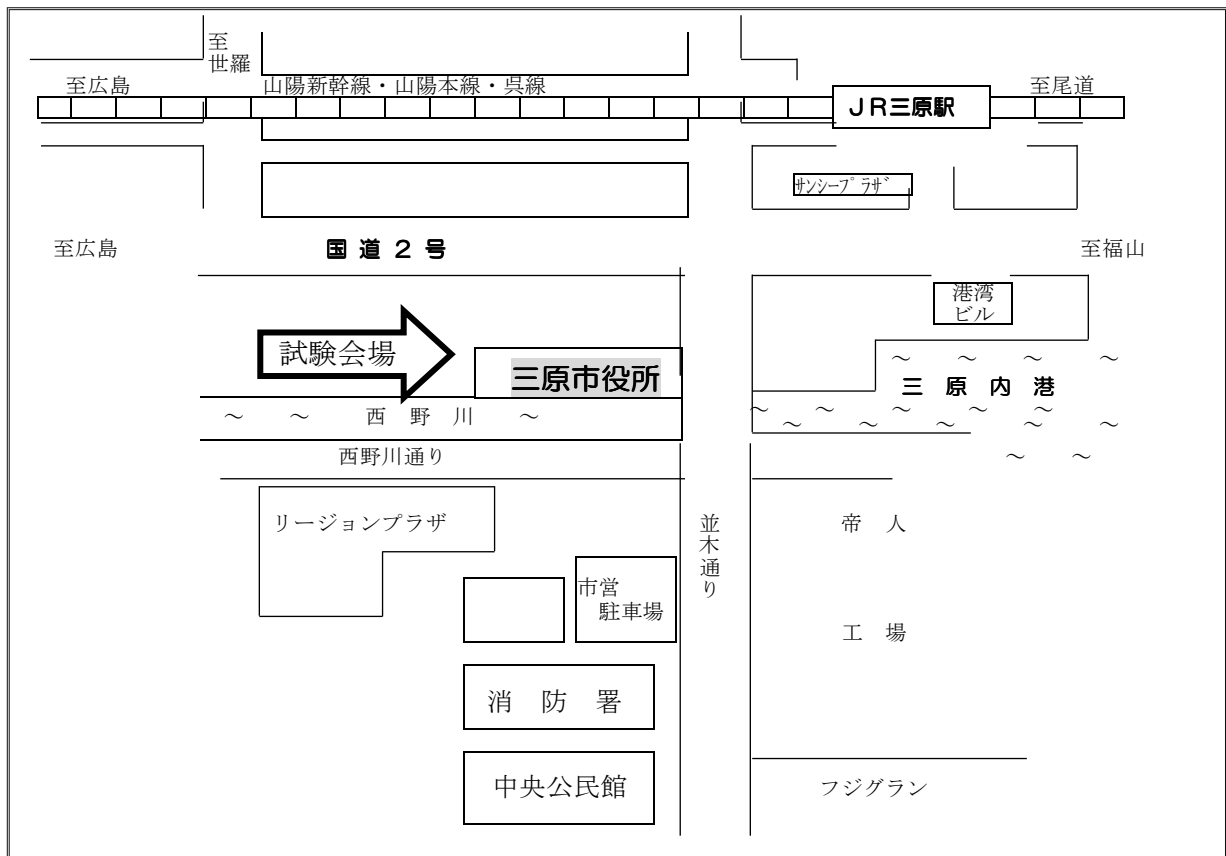 至
世羅
至広島
山陽新幹線・山陽本線・呉線
至尾道
JR三原駅
サンシープラザ
至広島
国道2号
至福山
港湾
ビル
試験会場
三原市役所
三原内港
~ ~ ~ ~
~ ~ 西野川 ~
~ ~ ~ ~ ~
~ ~ ~ ~ ~
西野川通り
~ ~
リージョンプラザ
並木通り
帝人
市営
駐車場
工場
消防署
中央公民館
フジグラン